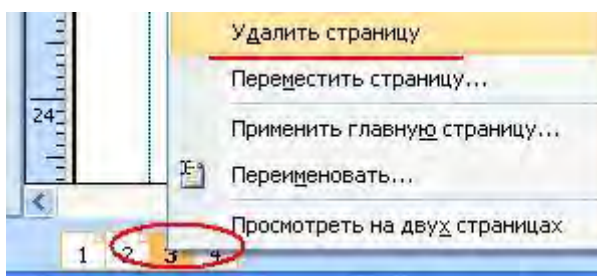 Удалить страницу
Переместить страницу...
24
Применить главную страницу...
Переименовать...
Просмотреть на двух страницах
1 2 3 4